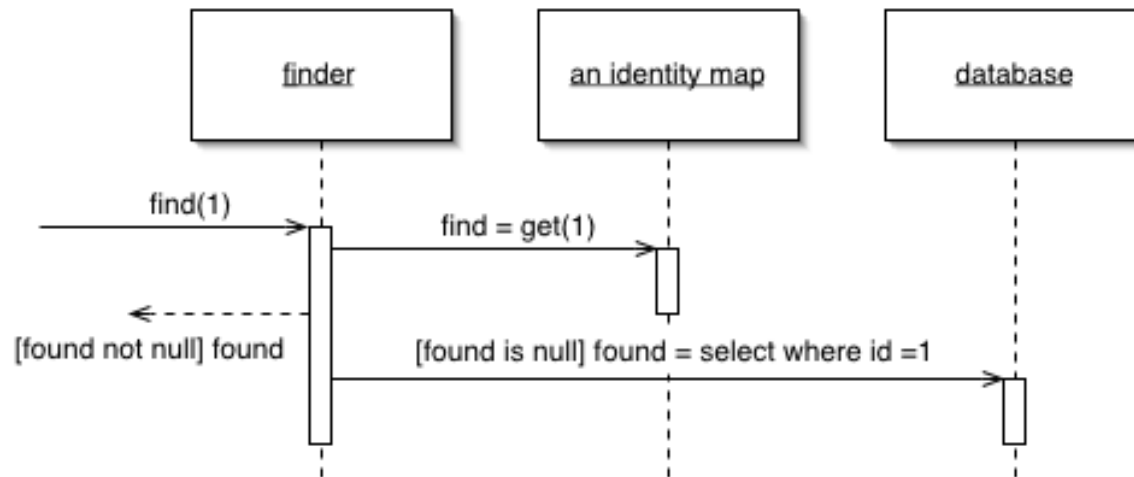 finder
an identity map
database
find(1)
find = get(1)
[found not null] found
[found is null] found = select where id =1